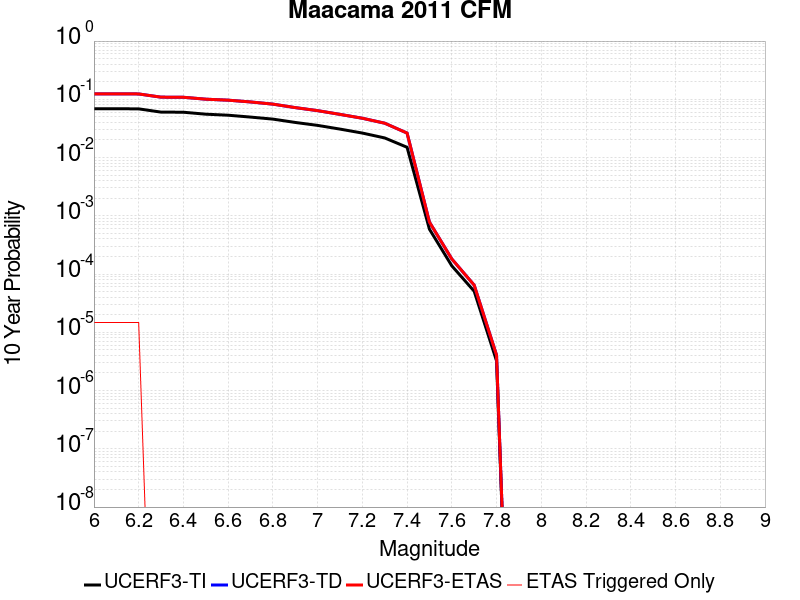 Maacama 2011 CFM
10 Year Probability
10^0
10^-1
10^-2
10^-3
10^-4
10^-5
10^-6
10^-7
10^-8
6 6.2 6.4 6.6 6.8 7 7.2 7.4 7.6 7.8 8 8.2 8.4 8.6 8.8 9
Magnitude
UCERF3-TI UCERF3-TD UCERF3-ETAS ETAS Triggered Only